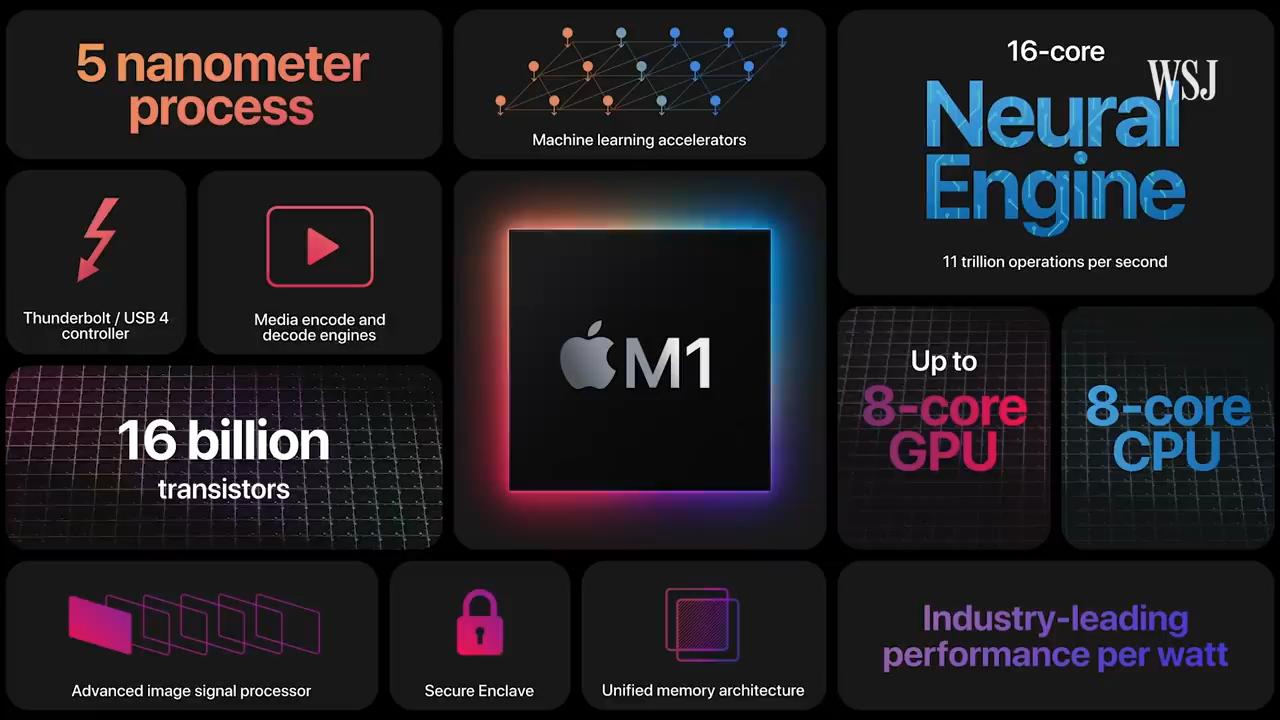 5 nanometer
process
Machine learning accelerators
16-core
Neural
Engine
11 trillion operations per second
WSJ
Thunderbolt / USB 4
controller
Media encode and
decode engines
M1
Up to
8-core
GPU
8-core
CPU
16 billion
transistors
Advanced image signal processor
Secure Enclave
Unified memory architecture
Industry-leading
performance per watt